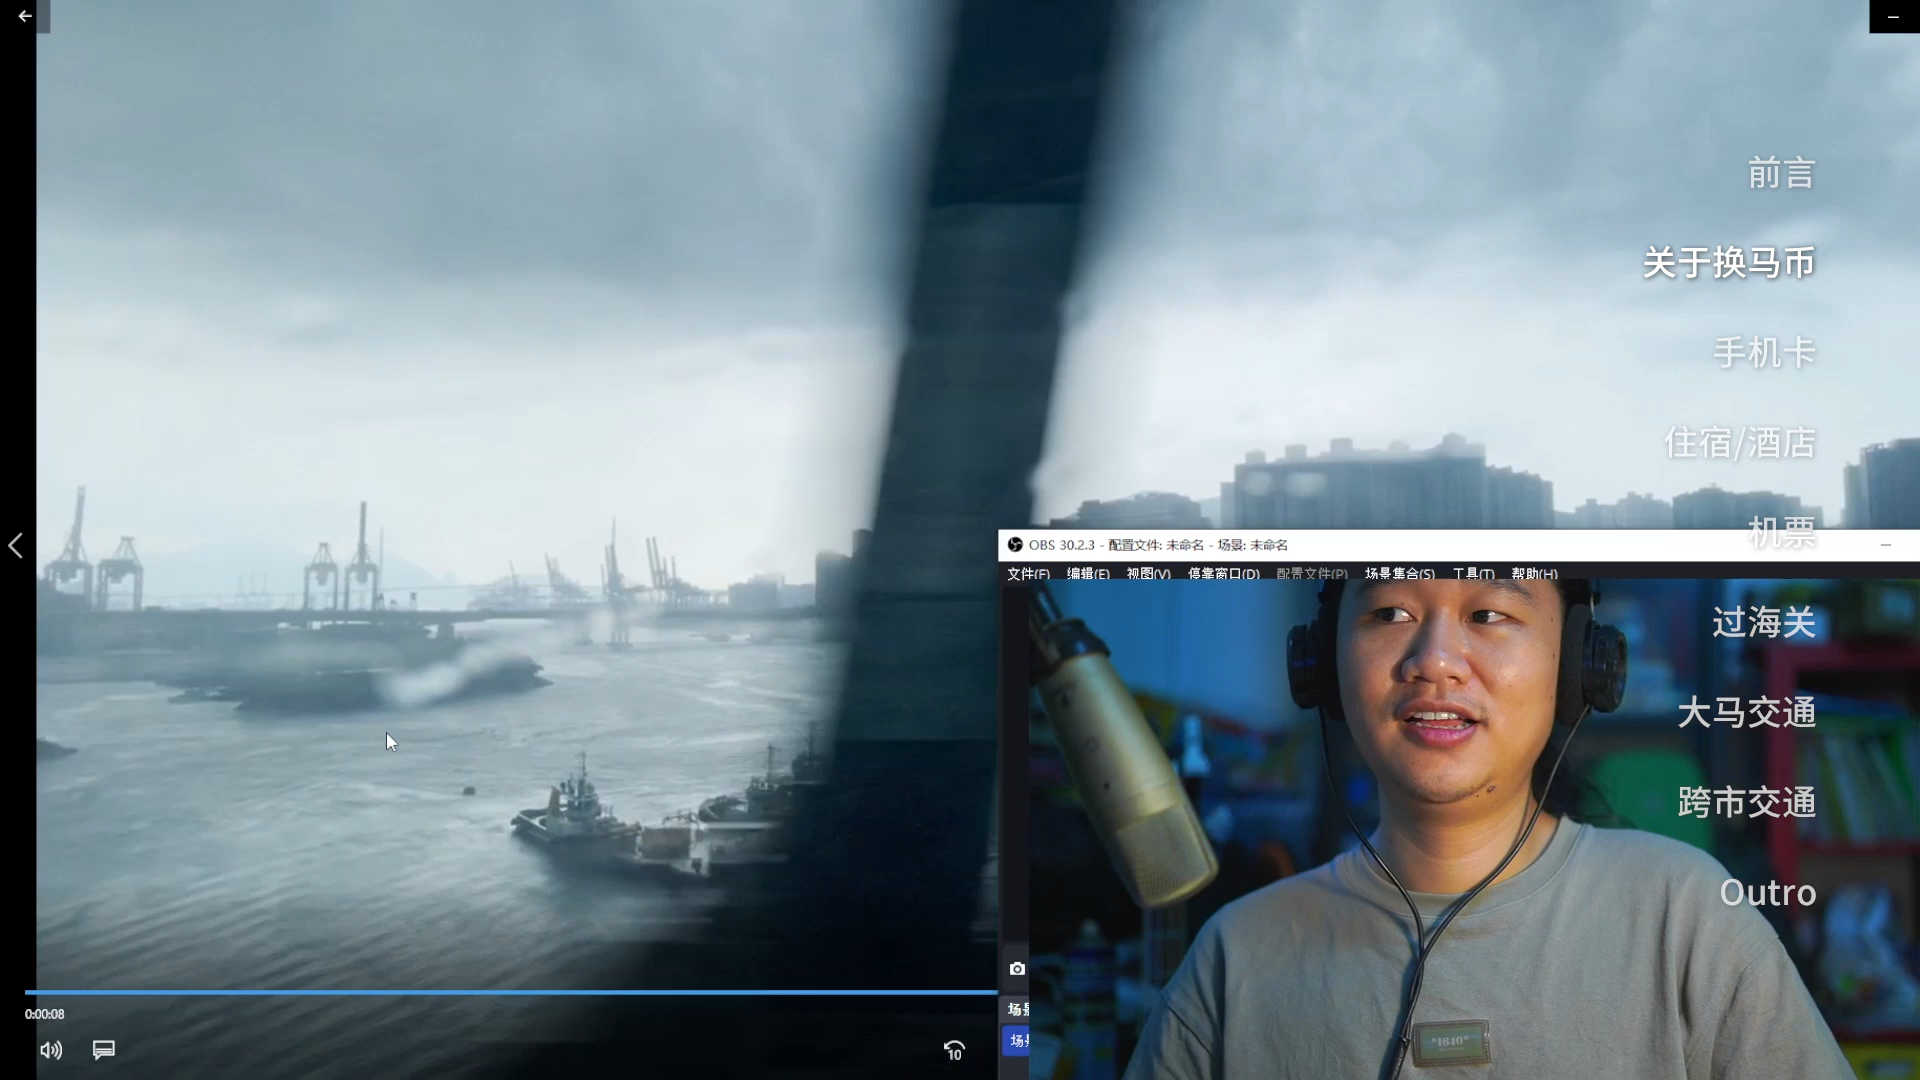 前言
关于换马币
手机卡
住宿/酒店
机票
OBS 30.2.3 - 配置文件: 未命名 - 场景: 未命名
文件(F) 编辑(E) 视图(V) 停靠窗口(D) 配置文件(P) 场景集合(S) 工具(T) 帮助(H)
过海关
大马交通
跨市交通
Outro
0:00:08
10
场
场
"1640"